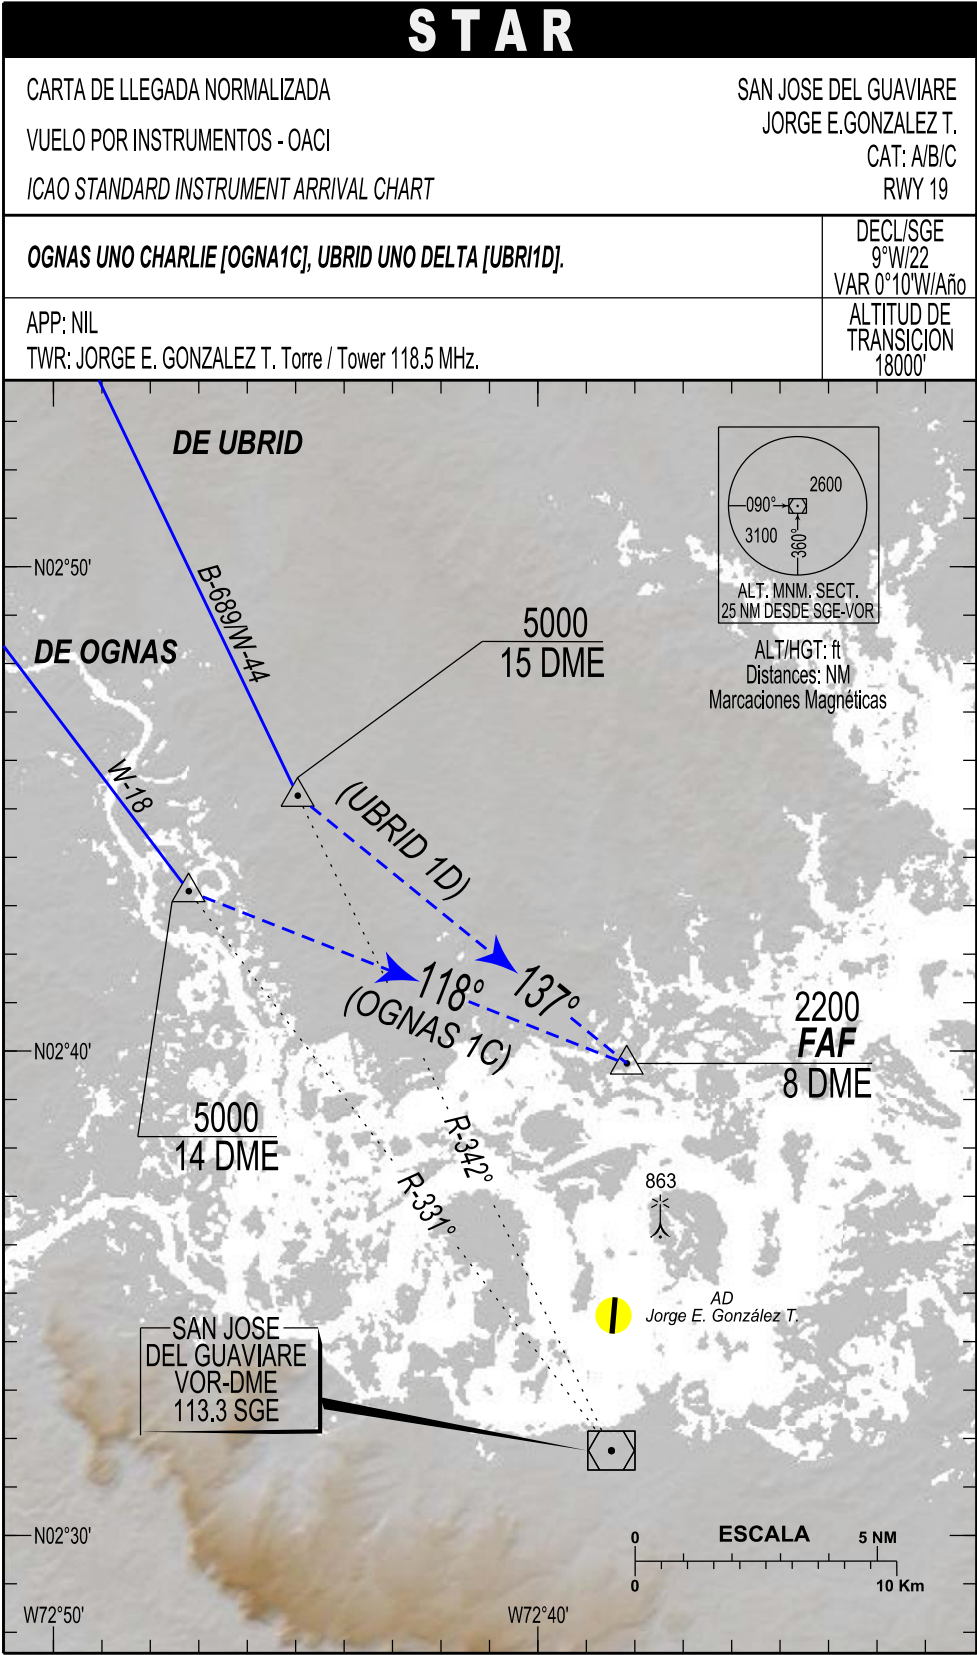 STAR
CARTA DE LLEGADA NORMALIZADA
VUELO POR INSTRUMENTOS - OACI
ICAO STANDARD INSTRUMENT ARRIVAL CHART
SAN JOSE DEL GUAVIARE
JORGE E.GONZALEZ T.
CAT: A/B/C
RWY 19
OGNAS UNO CHARLIE [OGNA1C], UBRID UNO DELTA [UBRI1D].
DECL/SGE
9°W/22
VAR 0°10'W/Año
APP: NIL
TWR: JORGE E. GONZALEZ T. Torre / Tower 118.5 MHz.
ALTITUD DE
TRANSICION
18000'
DE UBRID
2600
090°
3100
360°
ALT. MNM. SECT.
25 NM DESDE SGE-VOR
ALT/HGT: ft
Distances: NM
Marcaciones Magnéticas
N02°50'
B-689/W-44
5000
15 DME
DE OGNAS
W-18
(UBRID 1D)
118°
137°
(OGNAS 1C)
2200
FAF
8 DME
N02°40'
5000
14 DME
R-342°
R-331°
863
AD
Jorge E. González T.
SAN JOSE
DEL GUAVIARE
VOR-DME
113.3 SGE
N02°30'
0 ESCALA 5 NM
0 10 Km
W72°50'
W72°40'